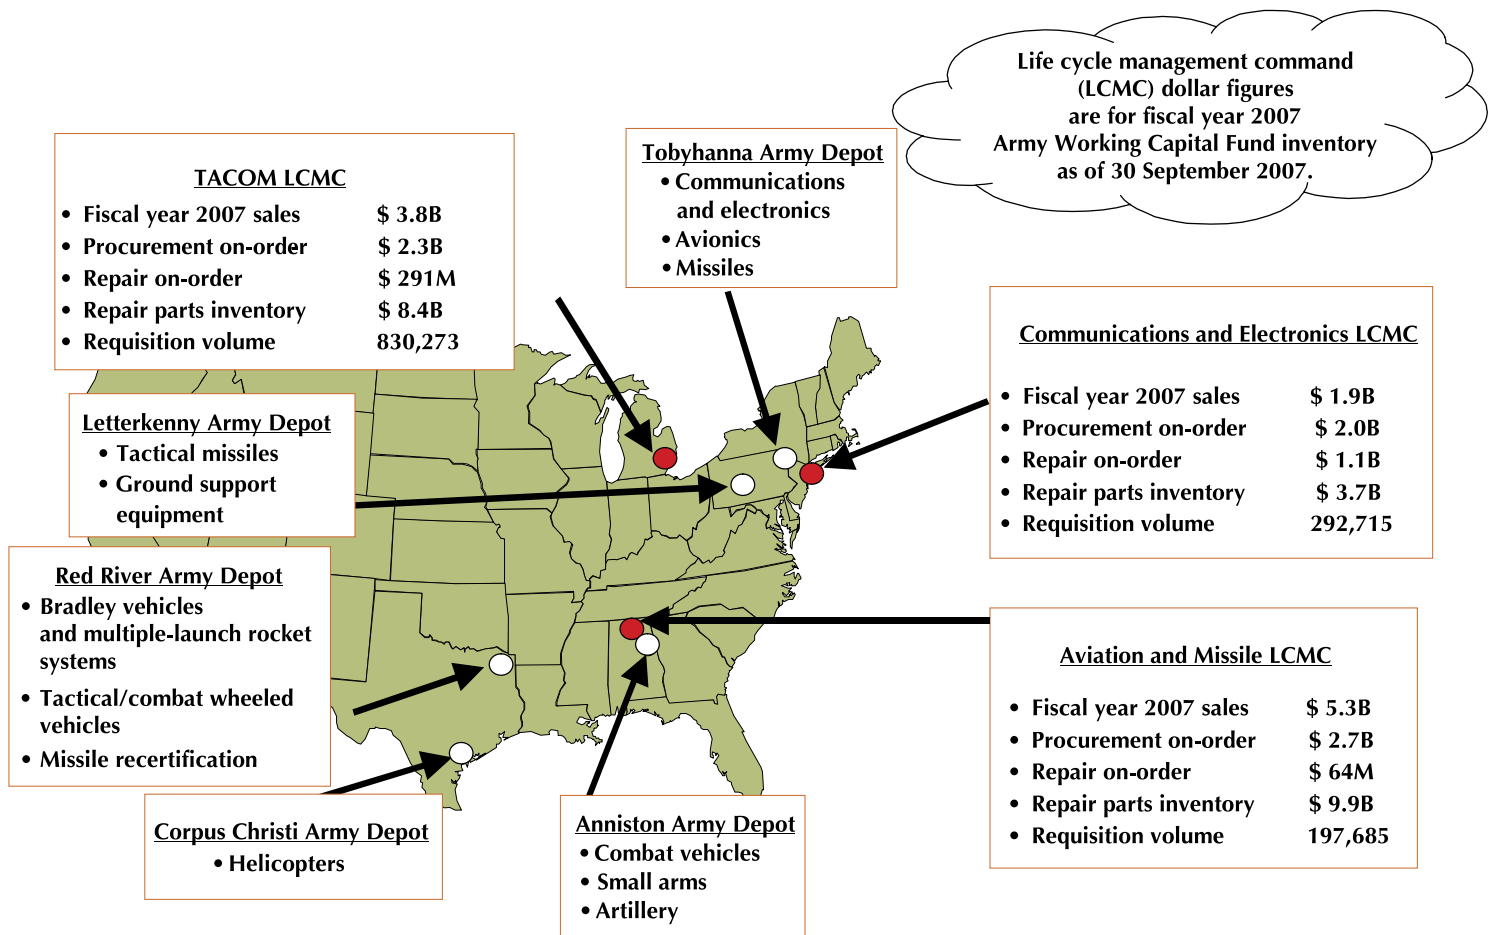 Life cycle management command
(LCMC) dollar figures
are for fiscal year 2007
Army Working Capital Fund inventory
as of 30 September 2007.
TACOM LCMC
• Fiscal year 2007 sales $ 3.8B
• Procurement on-order $ 2.3B
• Repair on-order $ 291M
• Repair parts inventory $ 8.4B
• Requisition volume 830,273
Tobyhanna Army Depot
• Communications
and electronics
• Avionics
• Missiles
Communications and Electronics LCMC
• Fiscal year 2007 sales $ 1.9B
• Procurement on-order $ 2.0B
• Repair on-order $ 1.1B
• Repair parts inventory $ 3.7B
• Requisition volume 292,715
Letterkenny Army Depot
• Tactical missiles
• Ground support
equipment
Red River Army Depot
• Bradley vehicles
and multiple-launch rocket
systems
• Tactical/combat wheeled
vehicles
• Missile recertification
Aviation and Missile LCMC
• Fiscal year 2007 sales $ 5.3B
• Procurement on-order $ 2.7B
• Repair on-order $ 64M
• Repair parts inventory $ 9.9B
• Requisition volume 197,685
Corpus Christi Army Depot
• Helicopters
Anniston Army Depot
• Combat vehicles
• Small arms
• Artillery